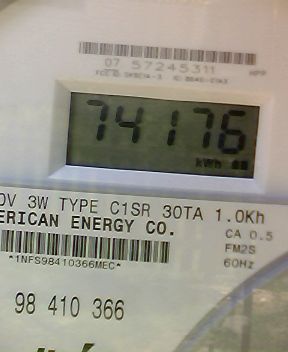 07 57245311
74176
kWh
0V 3W TYPE C1SR 30TA 1.0Kh
ERICAN ENERGY CO.
CA 0.5
FM2S
60Hz
*1NFS98410366MEC*
98 410 366